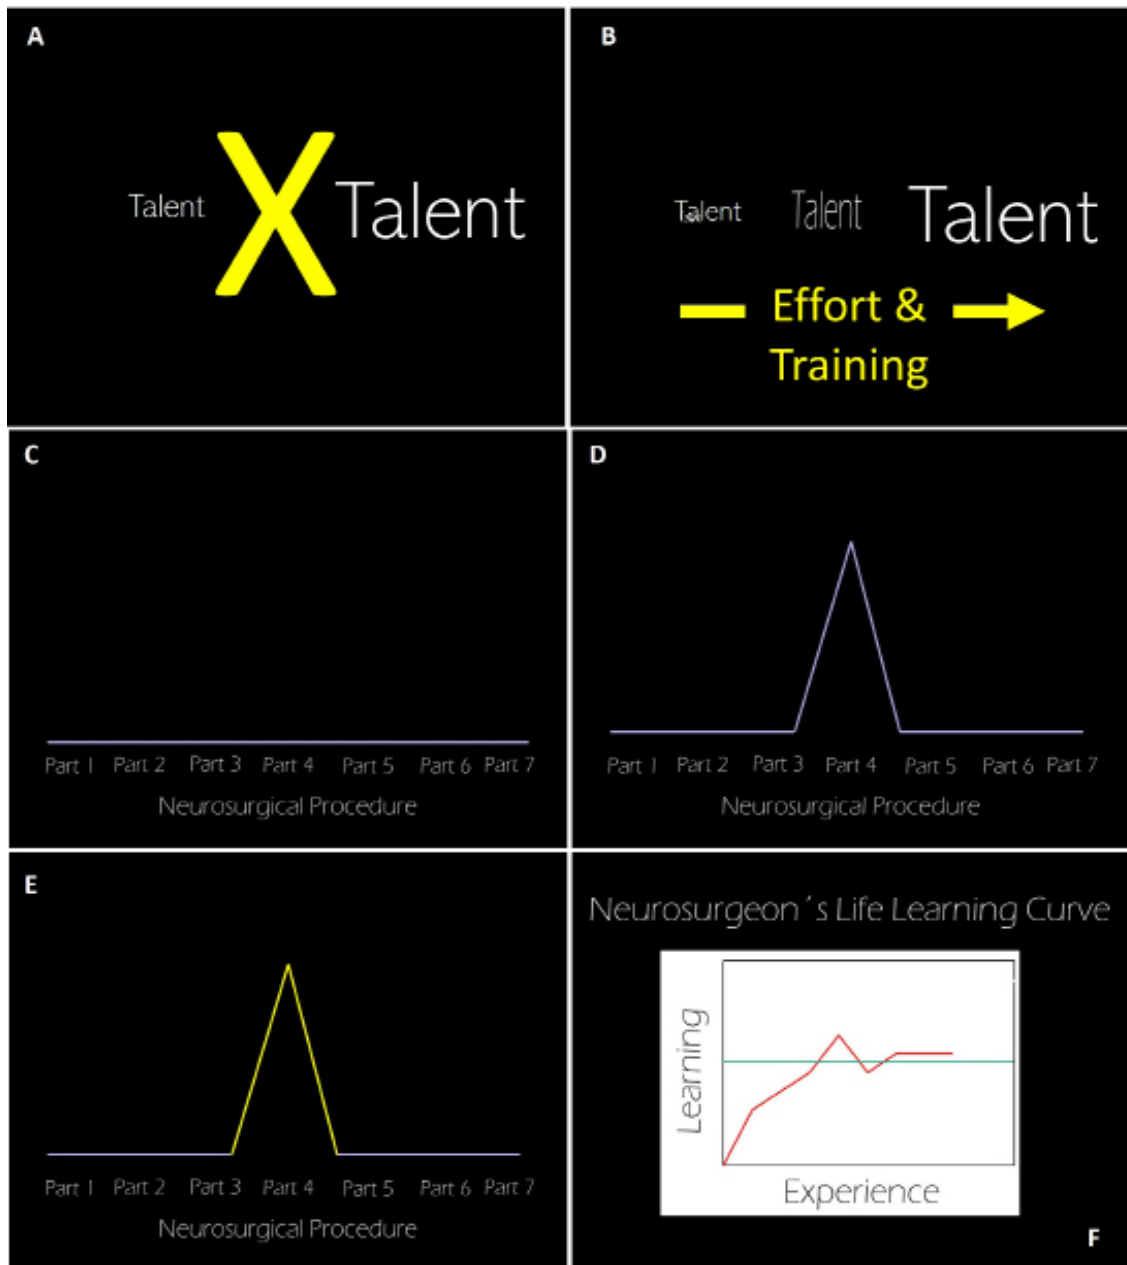 A
Talent X Talent
B
Talent Talent Talent
Effort &
Training
C
Part 1 Part 2 Part 3 Part 4 Part 5 Part 6 Part 7
Neurosurgical Procedure
D
Part 1 Part 2 Part 3 Part 4 Part 5 Part 6 Part 7
Neurosurgical Procedure
E
Part 1 Part 2 Part 3 Part 4 Part 5 Part 6 Part 7
Neurosurgical Procedure
Neurosurgeon´s Life Learning Curve
Learning
Experience
F